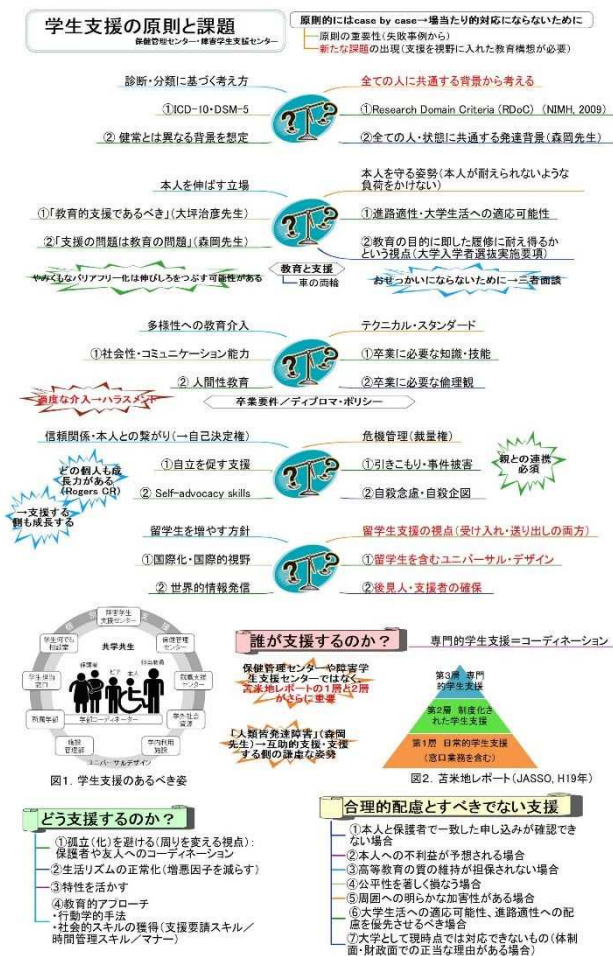 学生支援の原則と課題
保健管理センター・障害学生支援センター
原則的にはcase by case→場当たり的対応にならないために
原則の重要性(失敗事例から)
新たな課題の出現(支援を視野に入れた教育構想が必要)
診断・分類に基づく考え方
①ICD-10・DSM-5
② 健常とは異なる背景を想定
全ての人に共通する背景から考える
①Research Domain Criteria (RDoC) (NIMH, 2009)
②全ての人・状態に共通する発達背景(森岡先生)
本人を伸ばす立場
①「教育的支援であるべき」(大坪治彦先生)
②「支援の問題は教育の問題」(森岡先生)
本人を守る姿勢(本人が耐えられないような
負荷をかけない)
①進路適性・大学生活への適応可能性
②教育の目的に即した履修に耐え得るか
という視点(大学入学者選抜実施要項)
やみくもなバリアフリー化は伸びしろをつぶす可能性がある
教育と支援
車の両輪
おせっかいにならないために→三者面談
多様性への教育介入
①社会性・コミュニケーション能力
② 人間性教育
テクニカル・スタンダード
①卒業に必要な知識・技能
②卒業に必要な倫理観
過度な介入→ハラスメント
卒業要件/ディプロマ・ポリシー
信頼関係・本人との繋がり(→自己決定権)
①自立を促す支援
② Self-advocacy skills
危機管理(裁量権)
①引きこもり・事件被害
②自殺念慮・自殺企図
どの個人も成
長力がある
(Rogers CR)
→支援する
側も成長する
親との連携
必須
留学生を増やす方針
①国際化・国際的視野
② 世界的情報発信
留学生支援の視点(受け入れ・送り出しの両方)
①留学生を含むユニバーサル・デザイン
②後見人・支援者の確保
障害学生
支援センター
学生何でも
相談室
保健管理
センター
共学共生
保護者
ピア
本人
担当教員
学生担当
部門
就職支援
センター
所属学部
学部コーディネーター
学外社会
資源
施設
管理部
学内利用
施設
ユニバーサルデザイン
図1. 学生支援のあるべき姿
誰が支援するのか?
専門的学生支援=コーディネーション
保健管理センターや障害学
生支援センターではなく、
苫米地レポートの1層と2層
がさらに重要
「人類皆発達障害」(森岡
先生)→互助的支援・支援
する側の謙虚な姿勢
第3層 専門
的学生支援
第2層 制度化さ
れた学生支援
第1層 日常的学生支援
(窓口業務を含む)
図2. 苫米地レポート(JASSO, H19年)
どう支援するのか?
①孤立(化)を避ける(周りを変える視点):
保護者や友人へのコーディネーション
②生活リズムの正常化(増悪因子を減らす)
③特性を活かす
④教育的アプローチ
・行動学的手法
・社会的スキルの獲得(支援要請スキル/
時間管理スキル/マナー)
合理的配慮とすべきでない支援
①本人と保護者で一致した申し込みが確認でき
ない場合
②本人への不利益が予想される場合
③高等教育の質の維持が担保されない場合
④公平性を著しく損なう場合
⑤周囲への明らかな加害性がある場合
⑥大学生活への適応可能性、進路適性への配
慮を優先させるべき場合
⑦大学として現時点では対応できないもの(体制
面・財政面での正当な理由がある場合)